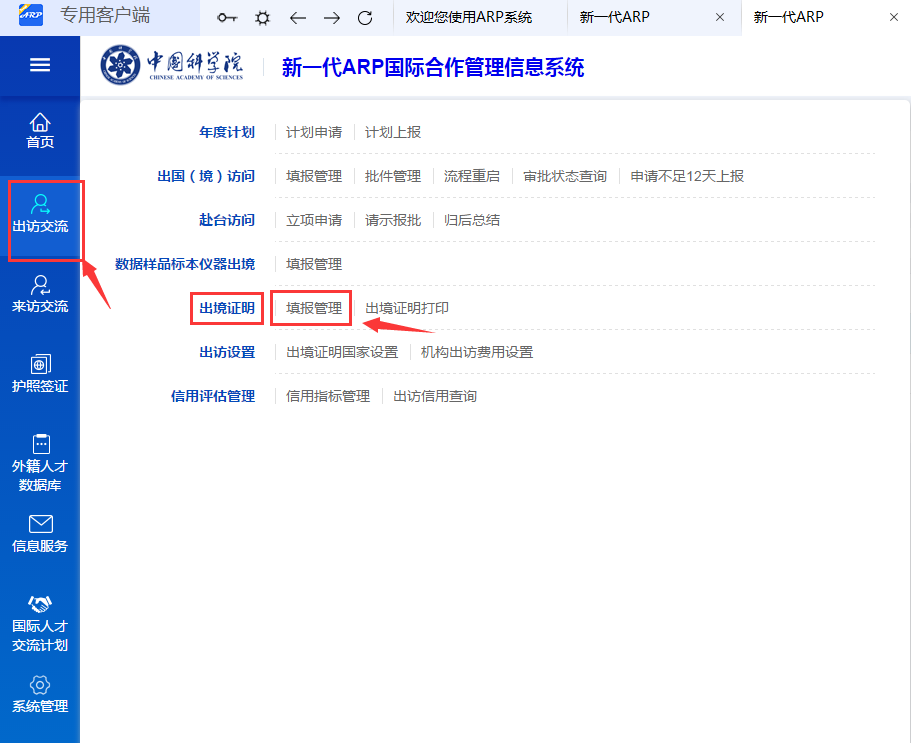 ARP 专用客户端 欢迎您使用ARP系统 新一代ARP 新一代ARP
中国科学院 CHINESE ACADEMY OF SCIENCES 新一代ARP国际合作管理信息系统
首页
出访交流
来访交流
护照签证
外籍人才
数据库
信息服务
国际人才
交流计划
系统管理
年度计划 计划申请 计划上报
出国（境）访问 填报管理 批件管理 流程重启 审批状态查询 申请不足12天上报
赴台访问 立项申请 请示报批 归后总结
数据样品标本仪器出境 填报管理
出境证明 填报管理 出境证明打印
出访设置 出境证明国家设置 机构出访费用设置
信用评估管理 信用指标管理 出访信用查询